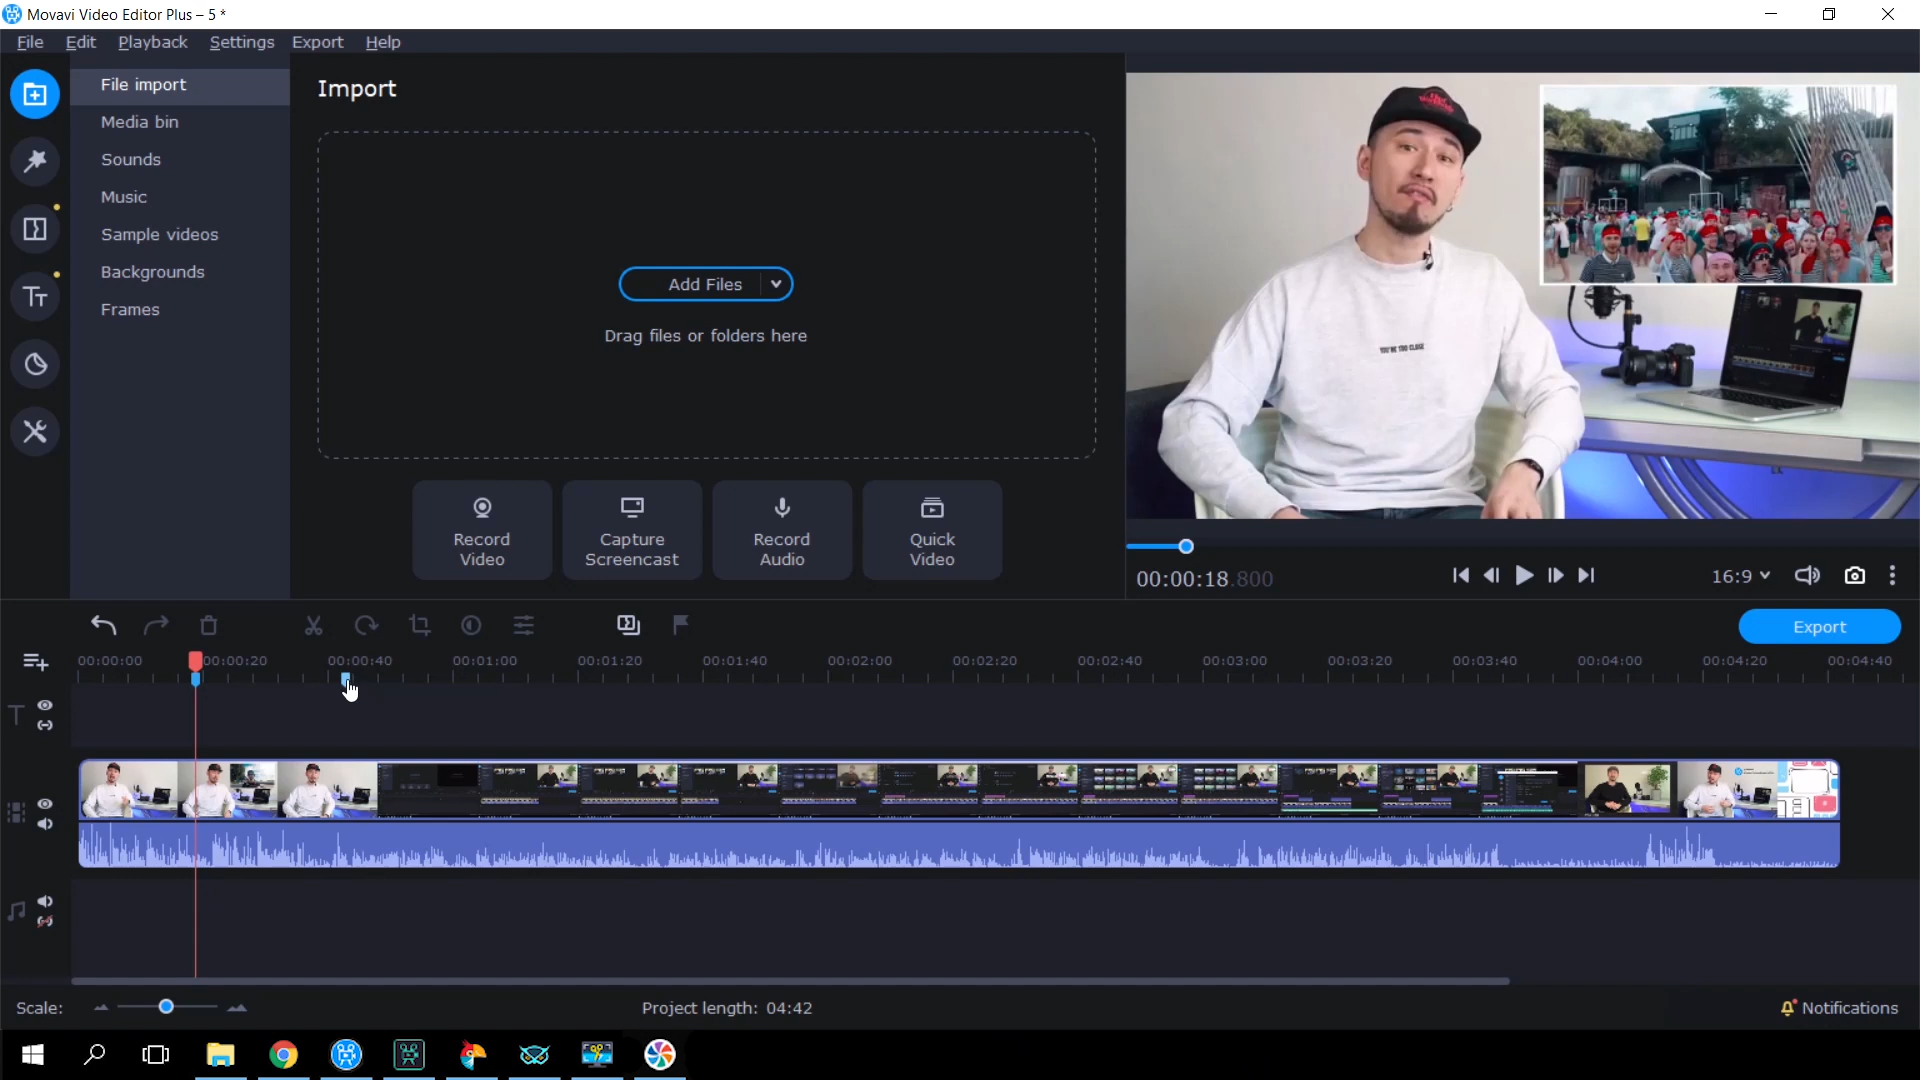 Movavi Video Editor Plus – 5 *
File Edit Playback Settings Export Help
File import
Media bin
Sounds
Music
Sample videos
Backgrounds
Frames
Import
Add Files
Drag files or folders here
Record Video
Capture Screencast
Record Audio
Quick Video
YOU'RE TOO CLOSE
00:00:18.800
16:9
Export
00:00:00 00:00:20 00:00:40 00:01:00 00:01:20 00:01:40 00:02:00 00:02:20 00:02:40 00:03:00 00:03:20 00:03:40 00:04:00 00:04:20 00:04:40
Scale:
Project length: 04:42
Notifications